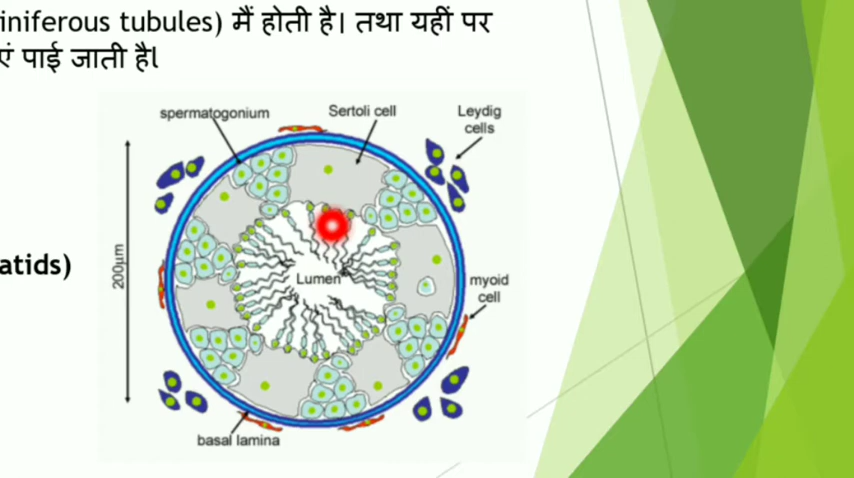 iniferous tubules) मैं होती है। तथा यहीं पर
एं पाई जाती हैl
spermatogonium
Sertoli cell
Leydig
cells
atids)
200µm
Lumen
myoid
cell
basal lamina